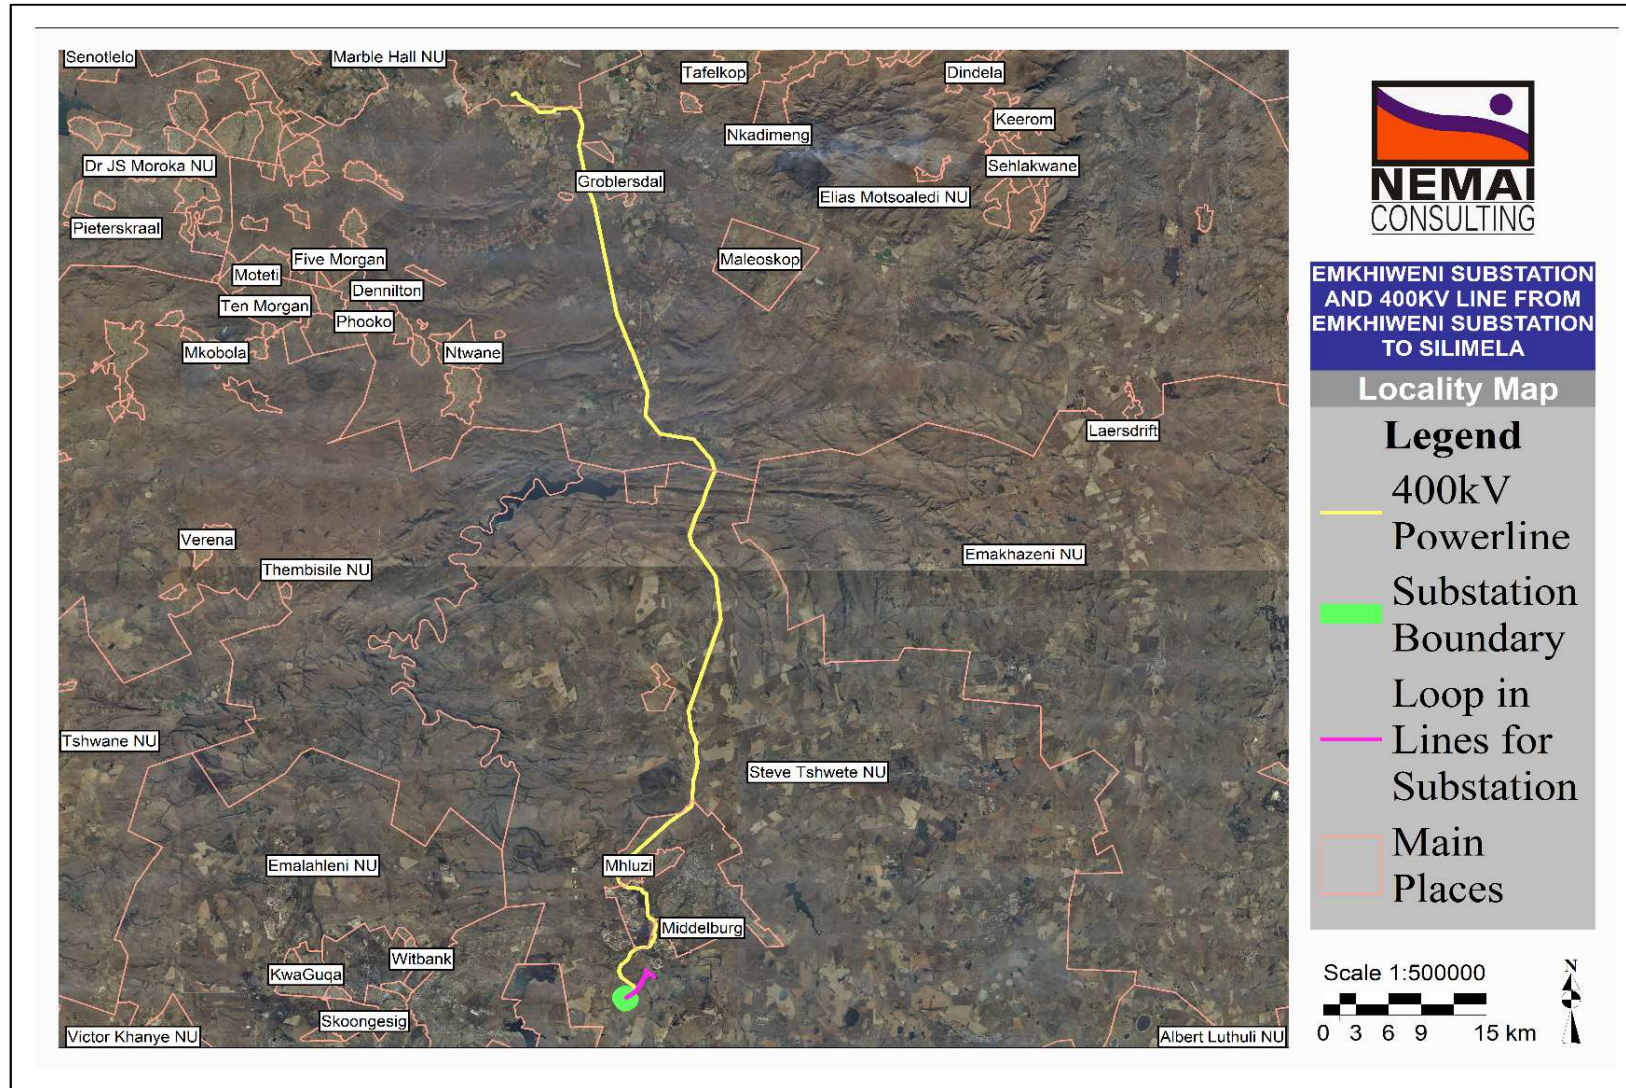 Senotlelo
Marble Hall NU
Tafelkop
Dindela
Keerom
Nkadimeng
Dr JS Moroka NU
Sehlakwane
Groblersdal
Elias Motsoaledi NU
Pieterskraal
Five Morgan
Maleoskop
Moteti
Dennilton
Ten Morgan
Phooko
Mkobola
Ntwane
Laersdrift
Verena
Emakhazeni NU
Thembisile NU
Tshwane NU
Steve Tshwete NU
Emalahleni NU
Mhluzi
Middelburg
Witbank
KwaGuqa
Skoongesig
Victor Khanye NU
Albert Luthuli NU
NEMAI
CONSULTING
EMKHIWENI SUBSTATION
AND 400KV LINE FROM
EMKHIWENI SUBSTATION
TO SILIMELA
Locality Map
Legend
400kV
Powerline
Substation
Boundary
Loop in
Lines for
Substation
Main
Places
Scale 1:500000
0 3 6 9 15 km
N